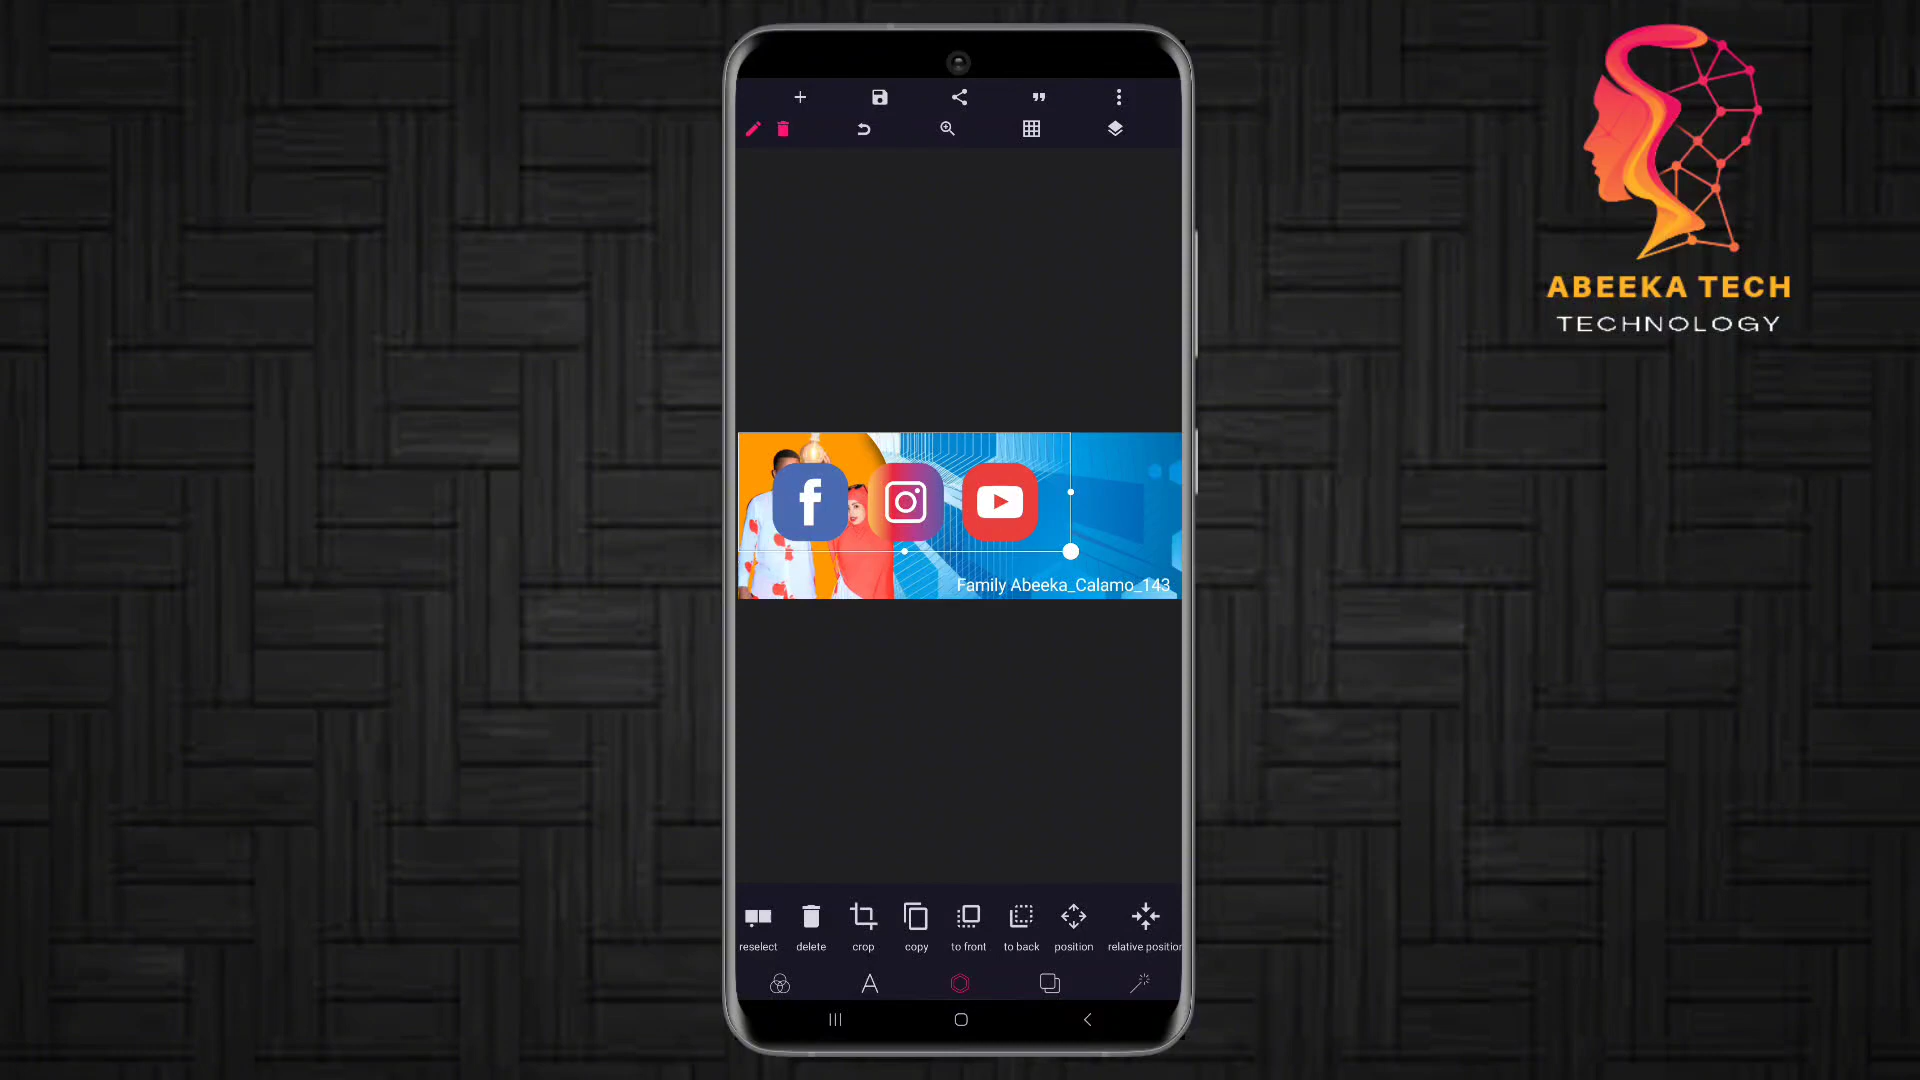 ABEEKA TECH
TECHNOLOGY
f
Family Abeeka_Calamo_143
reselect delete crop copy to front to back position relative position
A